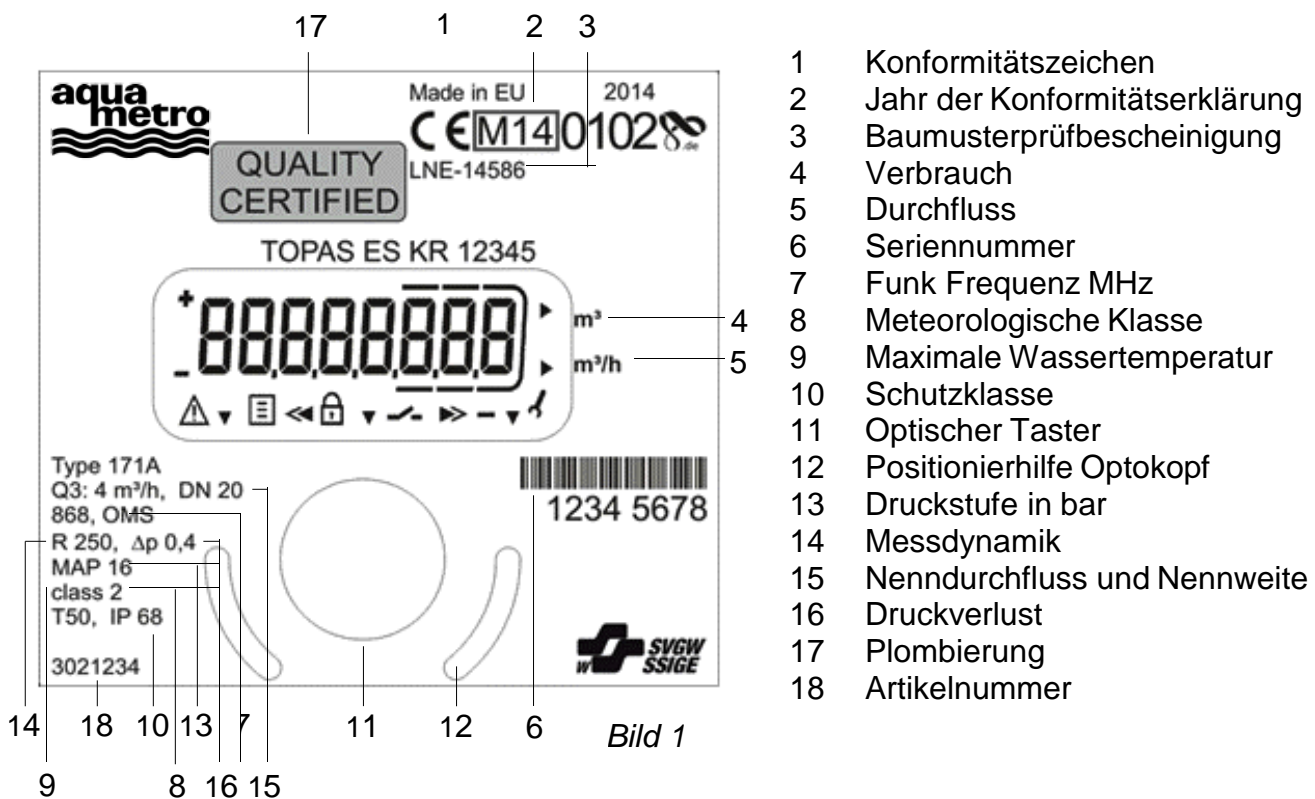 17 1 2 3
aqua
metro
Made in EU 2014
CE M14 0102 .de
QUALITY
CERTIFIED
LNE-14586
TOPAS ES KR 12345
+ 88888888 m³ 4
- m³/h 5
Type 171A
Q3: 4 m³/h, DN 20
868, OMS
R 250, Δp 0,4
MAP 16
class 2
T50, IP 68
3021234
1234 5678
W SVGW
SSIGE
14 18 10 13 7 11 12 6 Bild 1
9 8 16 15
1 Konformitätszeichen
2 Jahr der Konformitätserklärung
3 Baumusterprüfbescheinigung
4 Verbrauch
5 Durchfluss
6 Seriennummer
7 Funk Frequenz MHz
8 Meteorologische Klasse
9 Maximale Wassertemperatur
10 Schutzklasse
11 Optischer Taster
12 Positionierhilfe Optokopf
13 Druckstufe in bar
14 Messdynamik
15 Nenndurchfluss und Nennweite
16 Druckverlust
17 Plombierung
18 Artikelnummer